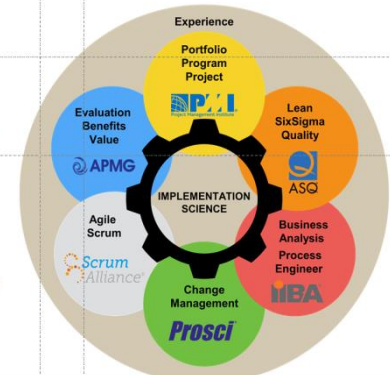 Experience
Portfolio
Program
Project
PMI
Project Management Institute
Evaluation
Benefits
Value
APMG
Lean
SixSigma
Quality
ASQ
IMPLEMENTATION
SCIENCE
Agile
Scrum
Scrum
Alliance®
Business
Analysis
Process
Engineer
IIBA
Change
Management
Prosci